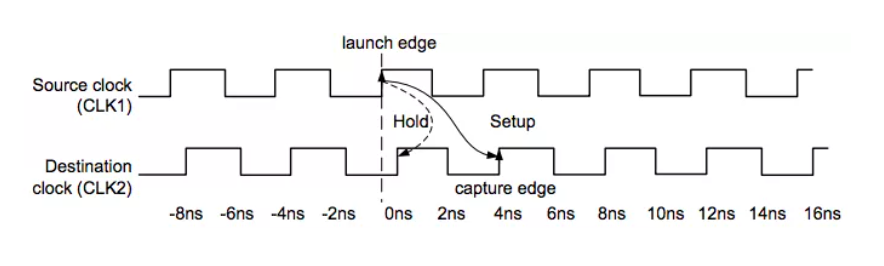 launch edge
Source clock
(CLK1)
Hold
Setup
Destination
clock (CLK2)
capture edge
-8ns -6ns -4ns -2ns 0ns 2ns 4ns 6ns 8ns 10ns 12ns 14ns 16ns